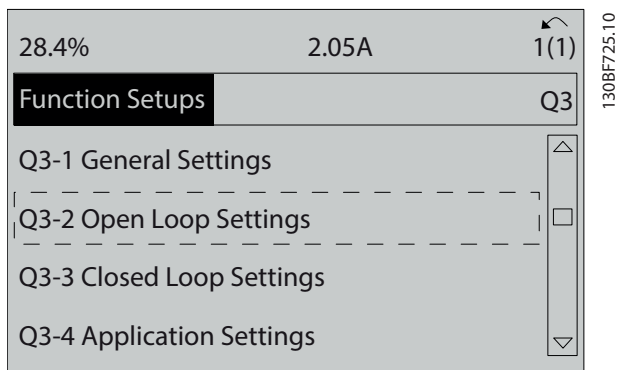 28.4% 2.05A 1(1)
Function Setups Q3
Q3-1 General Settings
Q3-2 Open Loop Settings
Q3-3 Closed Loop Settings
Q3-4 Application Settings
130BF725.10